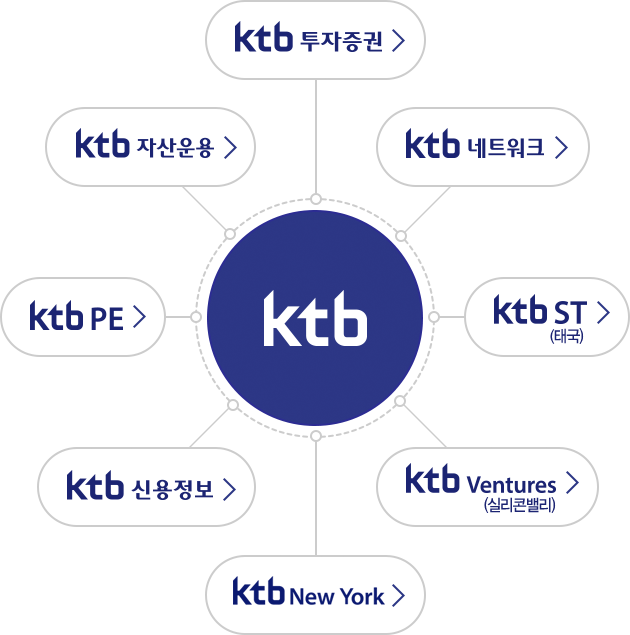 ktb 투자증권
ktb 자산운용
ktb 네트워크
ktb
ktb PE
ktb ST
(태국)
ktb 신용정보
ktb Ventures
(실리콘밸리)
ktb New York